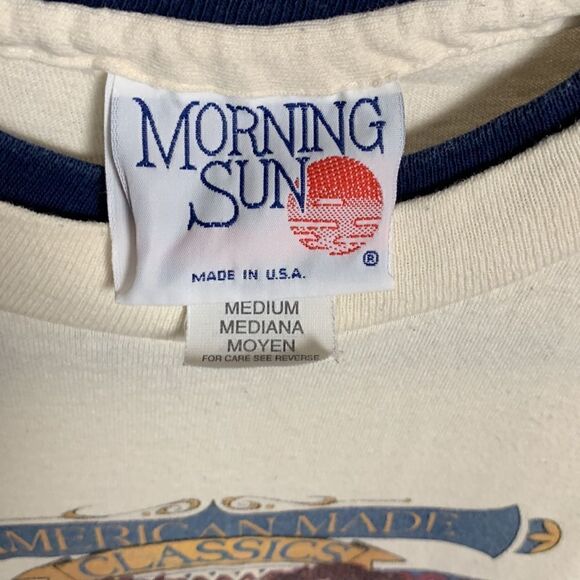 MORNING
SUN
®
MADE IN U.S.A.
MEDIUM
MEDIANA
MOYEN
FOR CARE SEE REVERSE
AMERICAN MADE
CLASSICS